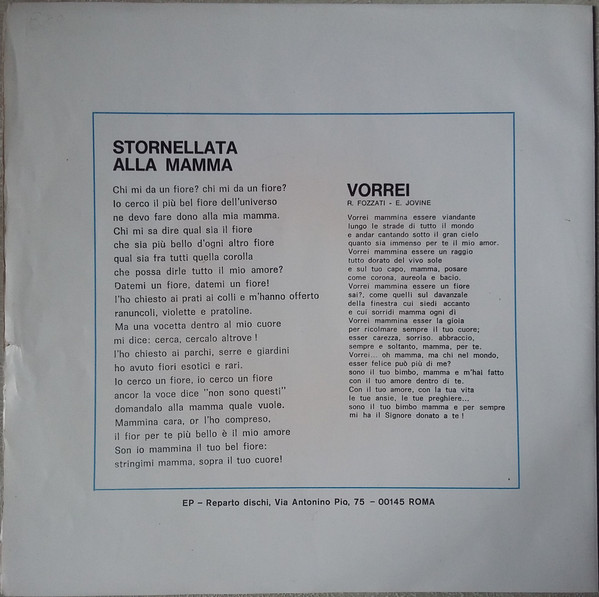 STORNELLATA
ALLA MAMMA
Chi mi da un fiore? chi mi da un fiore?
Io cerco il più bel fiore dell'universo
ne devo fare dono alla mia mamma.
Chi mi sa dire qual sia il fiore
che sia più bello d'ogni altro fiore
qual sia fra tutti quella corolla
che possa dirle tutto il mio amore?
Datemi un fiore, datemi un fiore!
l'ho chiesto ai prati ai colli e m'hanno offerto
ranuncoli, violette e pratoline.
Ma una vocetta dentro al mio cuore
mi dice: cerca, cercalo altrove !
l'ho chiesto ai parchi, serre e giardini
ho avuto fiori esotici e rari.
Io cerco un fiore, io cerco un fiore
ancor la voce dice "non sono questi"
domandalo alla mamma quale vuole.
Mammina cara, or l'ho compreso,
il fior per te più bello è il mio amore
Son io mammina il tuo bel fiore:
stringimi mamma, sopra il tuo cuore!
VORREI
R. FOZZATI - E. JOVINE
Vorrei mammina essere viandante
lungo le strade di tutto il mondo
e andar cantando sotto il gran cielo
quanto sia immenso per te il mio amor.
Vorrei mammina essere un raggio
tutto dorato del vivo sole
e sul tuo capo, mamma, posare
come corona, aureola e bacio.
Vorrei mammina essere un fiore
sai?, come quelli sul davanzale
della finestra cui siedi accanto
e cui sorridi mamma ogni dì
Vorrei mammina esser la gioia
per ricolmare sempre il tuo cuore;
esser carezza, sorriso. abbraccio,
sempre e soltanto, mamma, per te.
Vorrei... oh mamma, ma chi nel mondo,
esser felice può più di me?
sono il tuo bimbo, mamma e m'hai fatto
con il tuo amore dentro di te.
Con il tuo amore, con la tua vita
le tue ansie, le tue preghiere...
sono il tuo bimbo mamma e per sempre
mi ha il Signore donato a te !
EP - Reparto dischi, Via Antonino Pio, 75 - 00145 ROMA